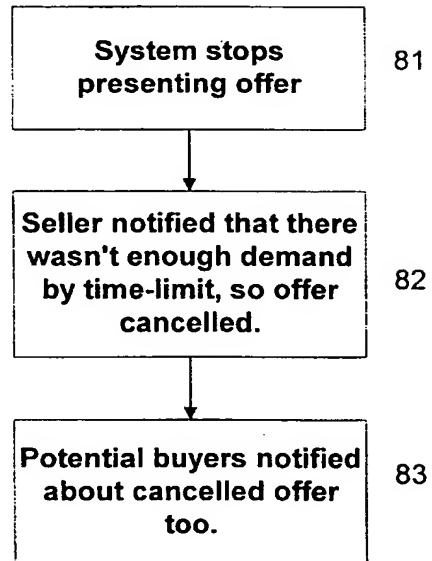 System stops
presenting offer
81
Seller notified that there
wasn't enough demand
by time-limit, so offer
cancelled.
82
Potential buyers notified
about cancelled offer
too.
83